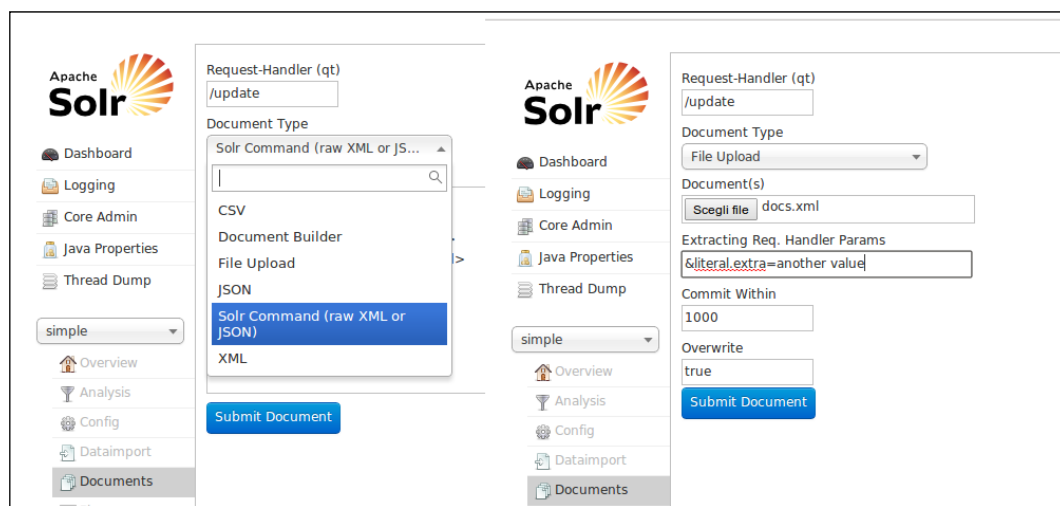 Apache
Solr
Dashboard
Logging
Core Admin
Java Properties
Thread Dump
simple
Overview
Analysis
Config
Dataimport
Documents
Request-Handler (qt)
/update
Document Type
Solr Command (raw XML or JS...
CSV
Document Builder
File Upload
JSON
Solr Command (raw XML or
JSON)
XML
>
Submit Document
Apache
Solr
Dashboard
Logging
Core Admin
Java Properties
Thread Dump
simple
Overview
Analysis
Config
Dataimport
Documents
Request-Handler (qt)
/update
Document Type
File Upload
Document(s)
Scegli file docs.xml
Extracting Req. Handler Params
&literal.extra=another value
Commit Within
1000
Overwrite
true
Submit Document